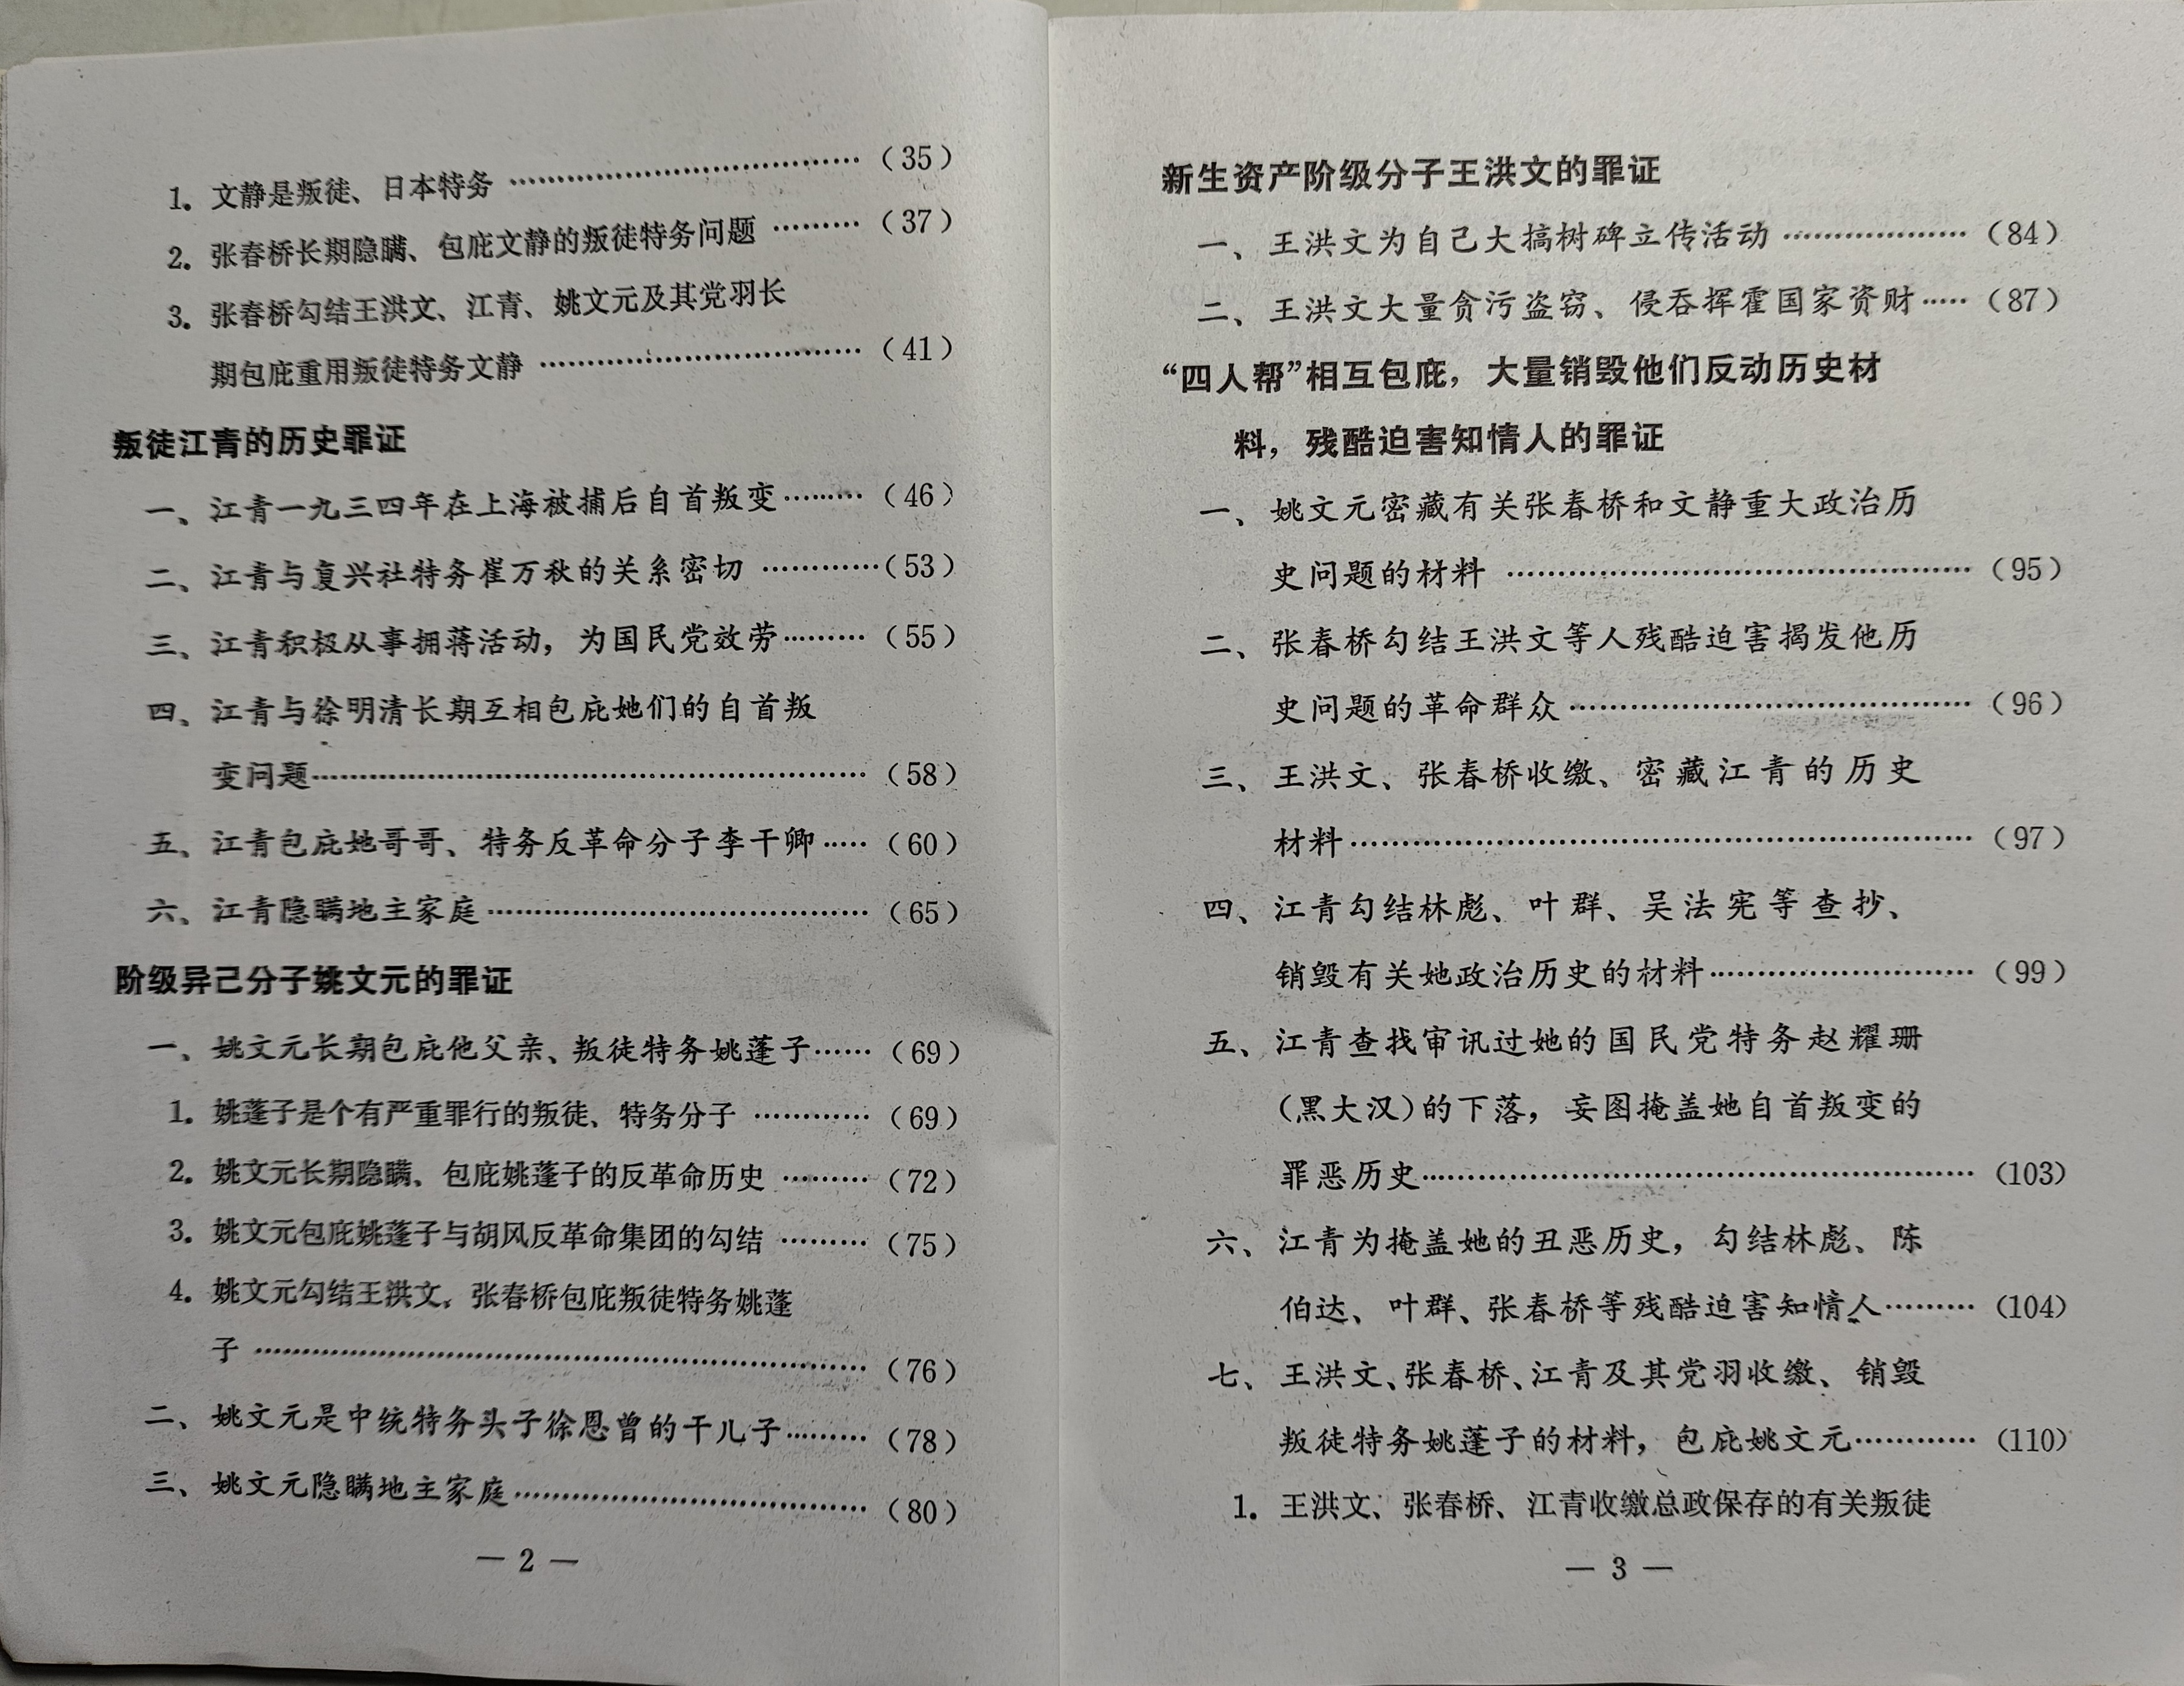 1. 文静是叛徒、日本特务 ……………………………… （35）
2. 张春桥长期隐瞒、包庇文静的叛徒特务问题 ……… （37）
3. 张春桥勾结王洪文、江青、姚文元及其党羽长
期包庇重用叛徒特务文静 …………………………… （41）
叛徒江青的历史罪证
一、江青一九三四年在上海被捕后自首叛变……… （46）
二、江青与复兴社特务崔万秋的关系密切 …………（53）
三、江青积极从事拥蒋活动，为国民党效劳……… （55）
四、江青与徐明清长期互相包庇她们的自首叛
变问题………………………………………………… （58）
五、江青包庇她哥哥、特务反革命分子李干卿…… （60）
六、江青隐瞒地主家庭………………………………… （65）
阶级异己分子姚文元的罪证
一、姚文元长期包庇他父亲、叛徒特务姚蓬子…… （69）
1. 姚蓬子是个有严重罪行的叛徒、特务分子 ………… （69）
2. 姚文元长期隐瞒、包庇姚蓬子的反革命历史 ……… （72）
3. 姚文元包庇姚蓬子与胡风反革命集团的勾结 ……… （75）
4. 姚文元勾结王洪文、张春桥包庇叛徒特务姚蓬
子 ……………………………………………………… （76）
二、姚文元是中统特务头子徐恩曾的干儿子……… （78）
三、姚文元隐瞒地主家庭……………………………… （80）
— 2 —
新生资产阶级分子王洪文的罪证
一、王洪文为自己大搞树碑立传活动 ……………… （84）
二、王洪文大量贪污盗窃、侵吞挥霍国家资财…… （87）
“四人帮”相互包庇，大量销毁他们反动历史材
料，残酷迫害知情人的罪证
一、姚文元密藏有关张春桥和文静重大政治历
史问题的材料 ………………………………………… （95）
二、张春桥勾结王洪文等人残酷迫害揭发他历
史问题的革命群众…………………………………… （96）
三、王洪文、张春桥收缴、密藏江青的历史
材料…………………………………………………… （97）
四、江青勾结林彪、叶群、吴法宪等查抄、
销毁有关她政治历史的材料……………………… （99）
五、江青查找审讯过她的国民党特务赵耀珊
（黑大汉）的下落，妄图掩盖她自首叛变的
罪恶历史……………………………………………… （103）
六、江青为掩盖她的丑恶历史，勾结林彪、陈
伯达、叶群、张春桥等残酷迫害知情人……… （104）
七、王洪文、张春桥、江青及其党羽收缴、销毁
叛徒特务姚蓬子的材料，包庇姚文元………… （110）
1. 王洪文、张春桥、江青收缴总政保存的有关叛徒
— 3 —